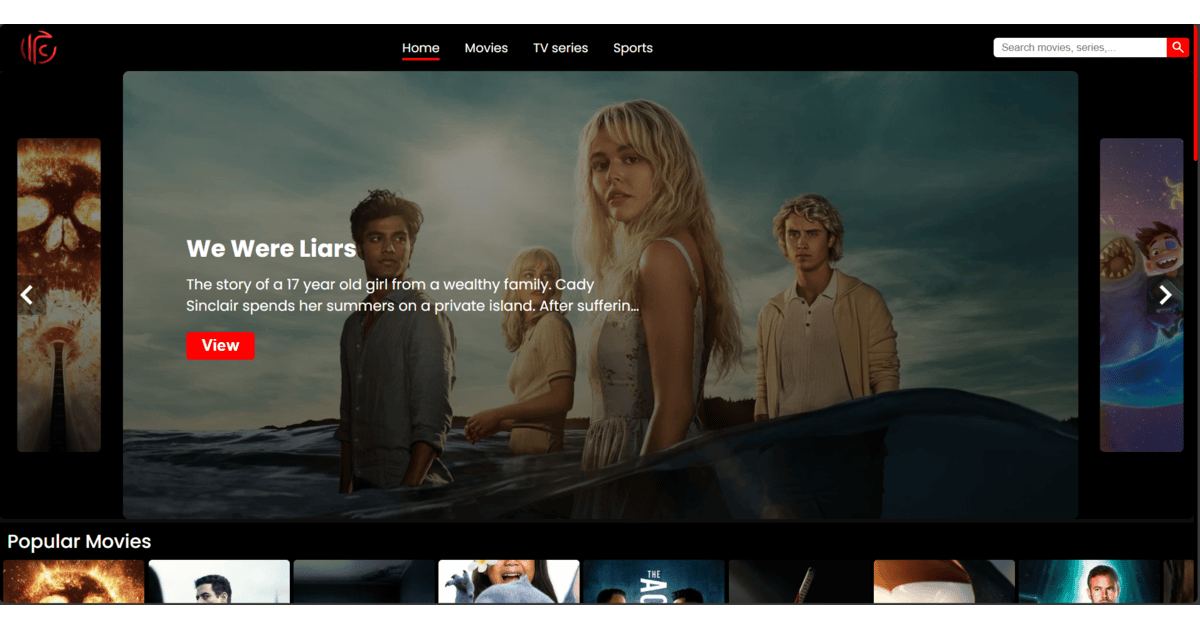 Home Movies TV series Sports
Search movies, series,...
We Were Liars
The story of a 17 year old girl from a wealthy family. Cady
Sinclair spends her summers on a private island. After sufferin...
View
Popular Movies
THE
AC